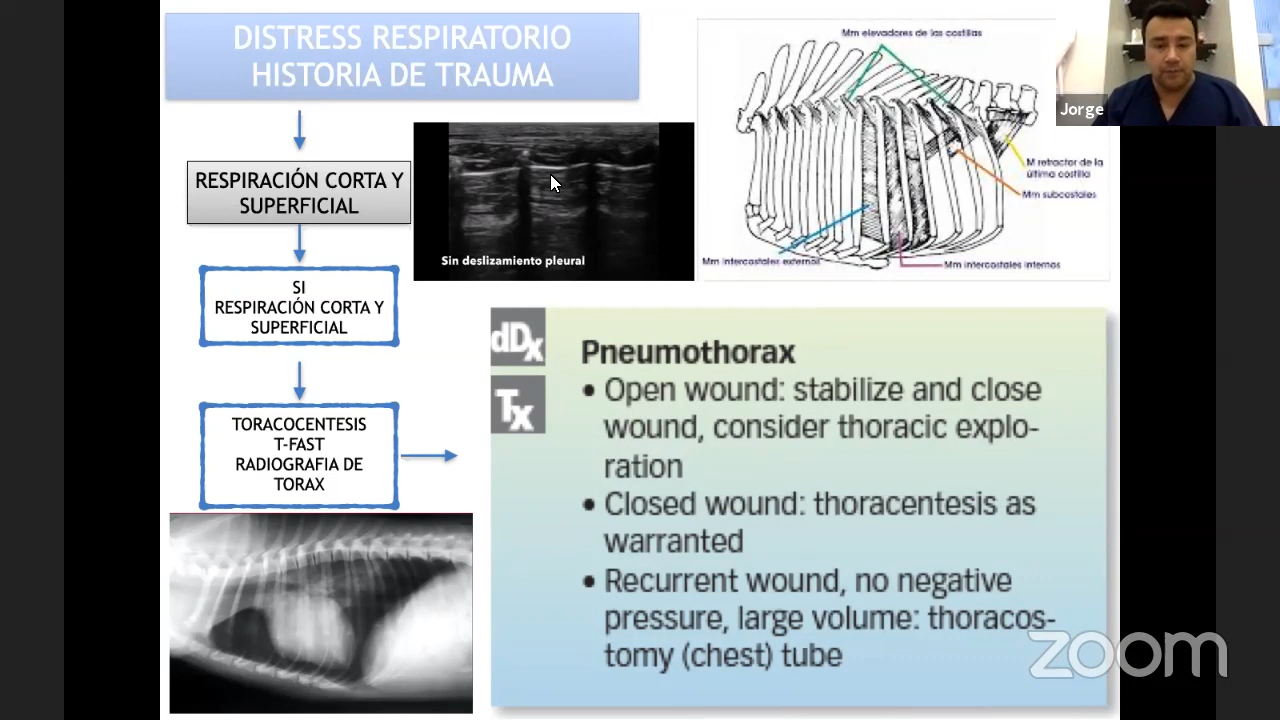 DISTRESS RESPIRATORIO
HISTORIA DE TRAUMA
RESPIRACIÓN CORTA Y
SUPERFICIAL
SI
RESPIRACIÓN CORTA Y
SUPERFICIAL
TORACOCENTESIS
T-FAST
RADIOGRAFIA DE
TORAX
Sin deslizamiento pleural
Mm elevadores de las costillas
M retractor de la
última costilla
Mm subcostales
Mm intercostales externos
Mm intercostales internos
Jorge
dDx
Tx
Pneumothorax
• Open wound: stabilize and close
wound, consider thoracic explo-
ration
• Closed wound: thoracentesis as
warranted
• Recurrent wound, no negative
pressure, large volume: thoracos-
tomy (chest) tube
zoom